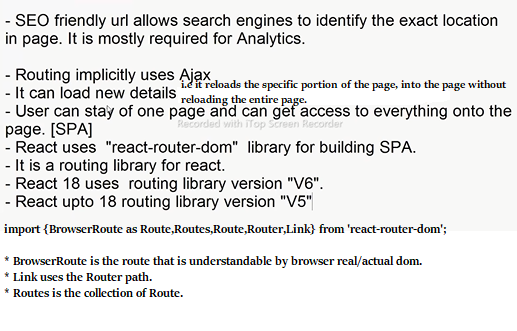 - SEO friendly url allows search engines to identify the exact location
in page. It is mostly required for Analytics.
- Routing implicitly uses Ajax
i.e it reloads the specific portion of the page, into the page without
- It can load new details
reloading the entire page.
- User can stay of one page and can get access to everything onto the
page. [SPA]
Recorded with iTop Screen Recorder
- React uses "react-router-dom" library for building SPA.
- It is a routing library for react.
- React 18 uses routing library version "V6".
- React upto 18 routing library version "V5"
import {BrowserRoute as Route,Routes,Route,Router,Link} from 'react-router-dom';
* BrowserRoute is the route that is understandable by browser real/actual dom.
* Link uses the Router path.
* Routes is the collection of Route.